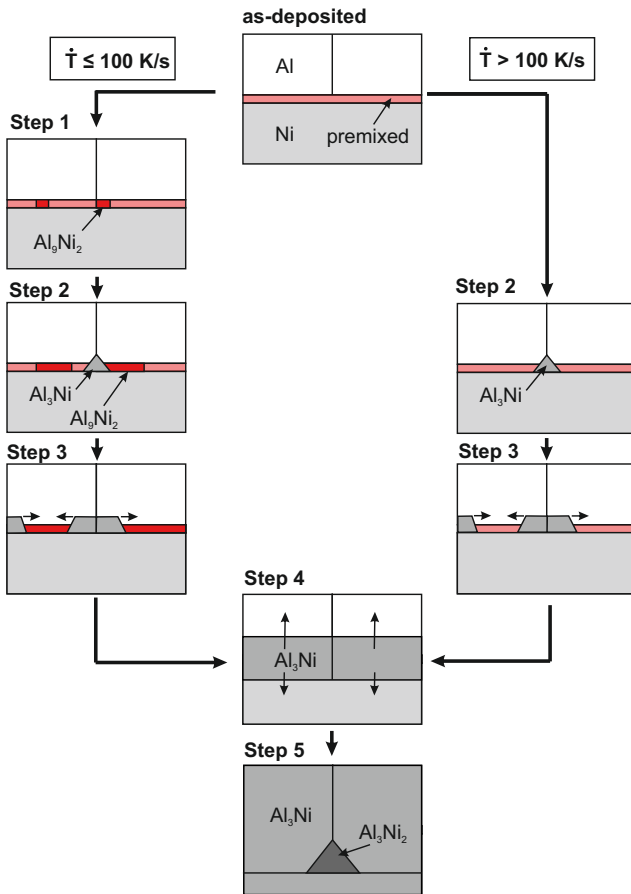 as-deposited
Ṫ ≤ 100 K/s
Ṫ > 100 K/s
Al
Ni
premixed
Step 1
Al₉Ni₂
Step 2
Al₃Ni
Al₉Ni₂
Step 2
Al₃Ni
Step 3
Step 3
Step 4
Al₃Ni
Step 5
Al₃Ni
Al₃Ni₂